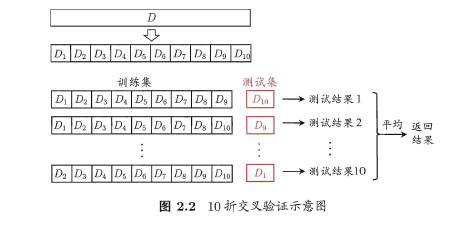 D
D1 D2 D3 D4 D5 D6 D7 D8 D9 D10
训练集 测试集
D1 D2 D3 D4 D5 D6 D7 D8 D9 D10 测试结果1
D1 D2 D3 D4 D5 D6 D7 D8 D10 D9 测试结果2
平均 返回
结果
⋮ ⋮ ⋮
D2 D3 D4 D5 D6 D7 D8 D9 D10 D1 测试结果10
图 2.2 10 折交叉验证示意图